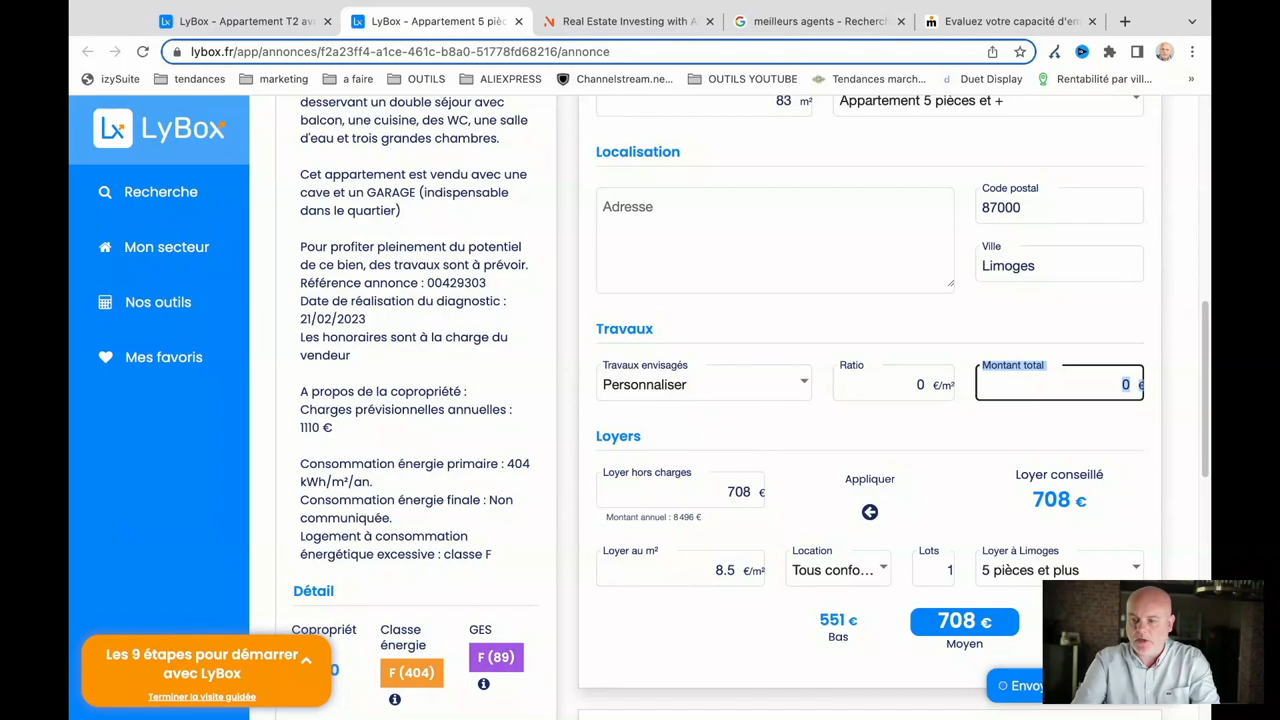 LyBox - Appartement T2 ave
LyBox - Appartement 5 pièc
Real Estate Investing with A
meilleurs agents - Recherch
Evaluez votre capacité d'em
lybox.fr/app/annonces/f2a23ff4-a1ce-461c-b8a0-51778fd68216/annonce
izySuite
tendances
marketing
a faire
OUTILS
ALIEXPRESS
Channelstream.ne...
OUTILS YOUTUBE
Tendances march...
Duet Display
Rentabilité par vill...
»
Lx LyBox
Recherche
Mon secteur
Nos outils
Mes favoris
Les 9 étapes pour démarrer
avec LyBox
Terminer la visite guidée
desservant un double séjour avec
balcon, une cuisine, des WC, une salle
d'eau et trois grandes chambres.
Cet appartement est vendu avec une
cave et un GARAGE (indispensable
dans le quartier)
Pour profiter pleinement du potentiel
de ce bien, des travaux sont à prévoir.
Référence annonce : 00429303
Date de réalisation du diagnostic :
21/02/2023
Les honoraires sont à la charge du
vendeur
A propos de la copropriété :
Charges prévisionnelles annuelles :
1110 €
Consommation énergie primaire : 404
kWh/m²/an.
Consommation énergie finale : Non
communiquée.
Logement à consommation
énergétique excessive : classe F
Détail
Copropriét
Classe
énergie
GES
0
F (404)
F (89)
83 m²
Appartement 5 pièces et +
Localisation
Adresse
Code postal
87000
Ville
Limoges
Travaux
Travaux envisagés
Personnaliser
Ratio
0 €/m²
Montant total
0 €
Loyers
Loyer hors charges
708 €
Montant annuel : 8 496 €
Appliquer
Loyer conseillé
708 €
Loyer au m²
8.5 €/m²
Location
Tous confo...
Lots
1
Loyer à Limoges
5 pièces et plus
551 €
Bas
708 €
Moyen
Envoy